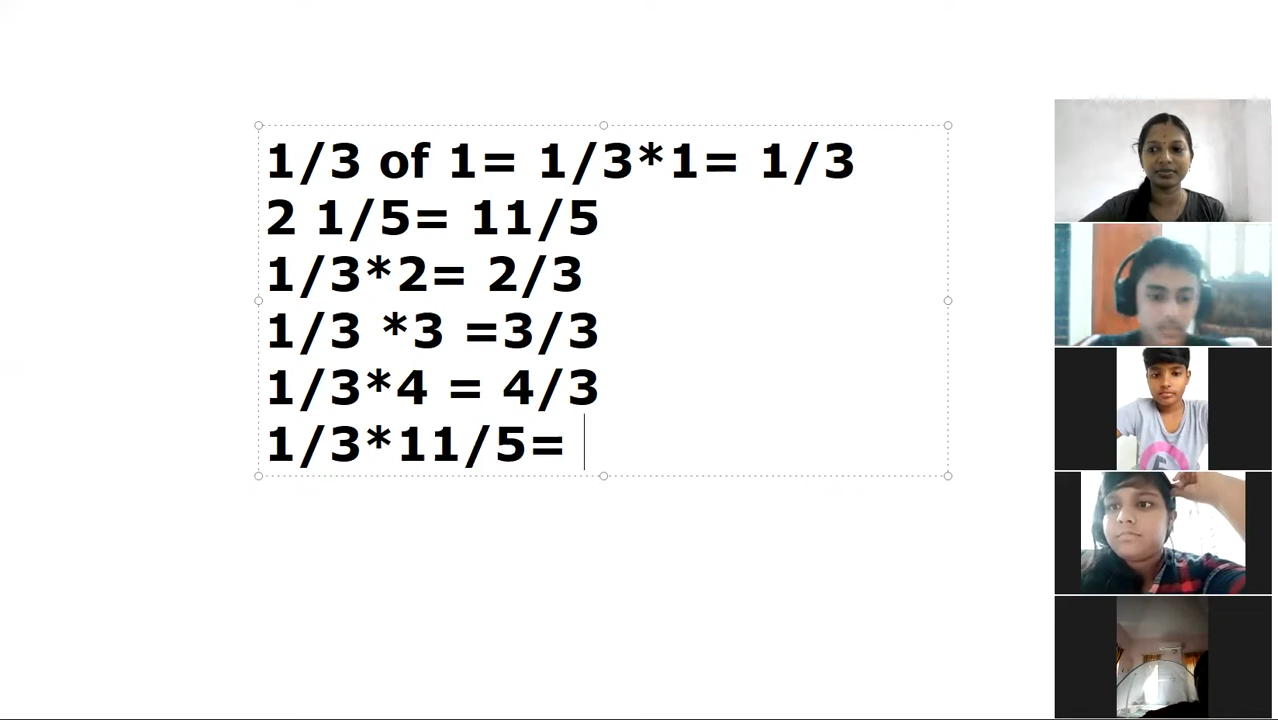 1/3 of 1= 1/3*1= 1/3
2 1/5= 11/5
1/3*2= 2/3
1/3 *3 =3/3
1/3*4 = 4/3
1/3*11/5=